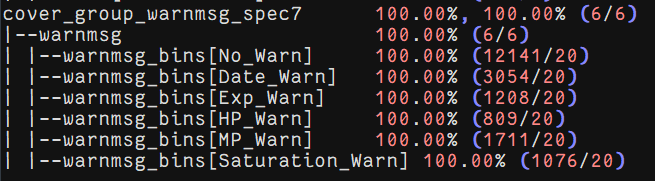 cover_group_warnmsg_spec7 100.00%, 100.00% (6/6)
|--warnmsg 100.00% (6/6)
| |--warnmsg_bins[No_Warn] 100.00% (12141/20)
| |--warnmsg_bins[Date_Warn] 100.00% (3054/20)
| |--warnmsg_bins[Exp_Warn] 100.00% (1208/20)
| |--warnmsg_bins[HP_Warn] 100.00% (809/20)
| |--warnmsg_bins[MP_Warn] 100.00% (1711/20)
| |--warnmsg_bins[Saturation_Warn] 100.00% (1076/20)